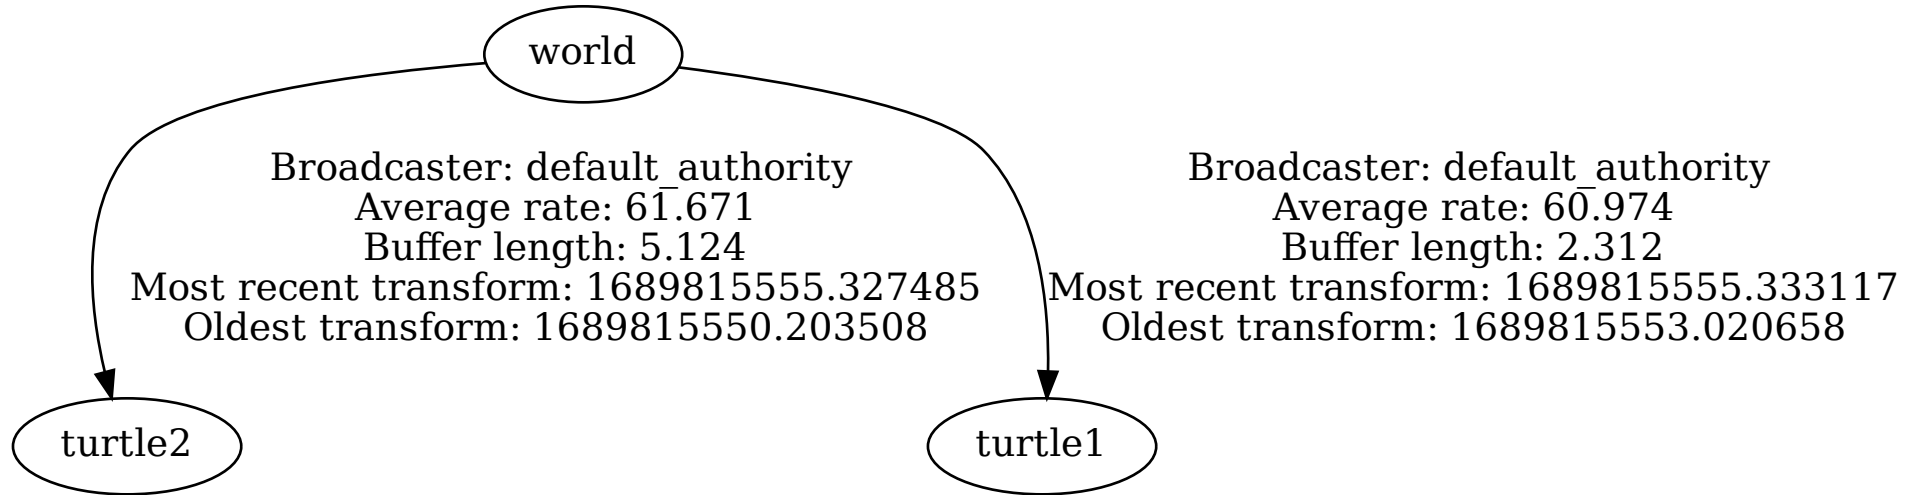 world
Broadcaster: default_authority
Average rate: 61.671
Buffer length: 5.124
Most recent transform: 1689815555.327485
Oldest transform: 1689815550.203508
Broadcaster: default_authority
Average rate: 60.974
Buffer length: 2.312
Most recent transform: 1689815555.333117
Oldest transform: 1689815553.020658
turtle2
turtle1